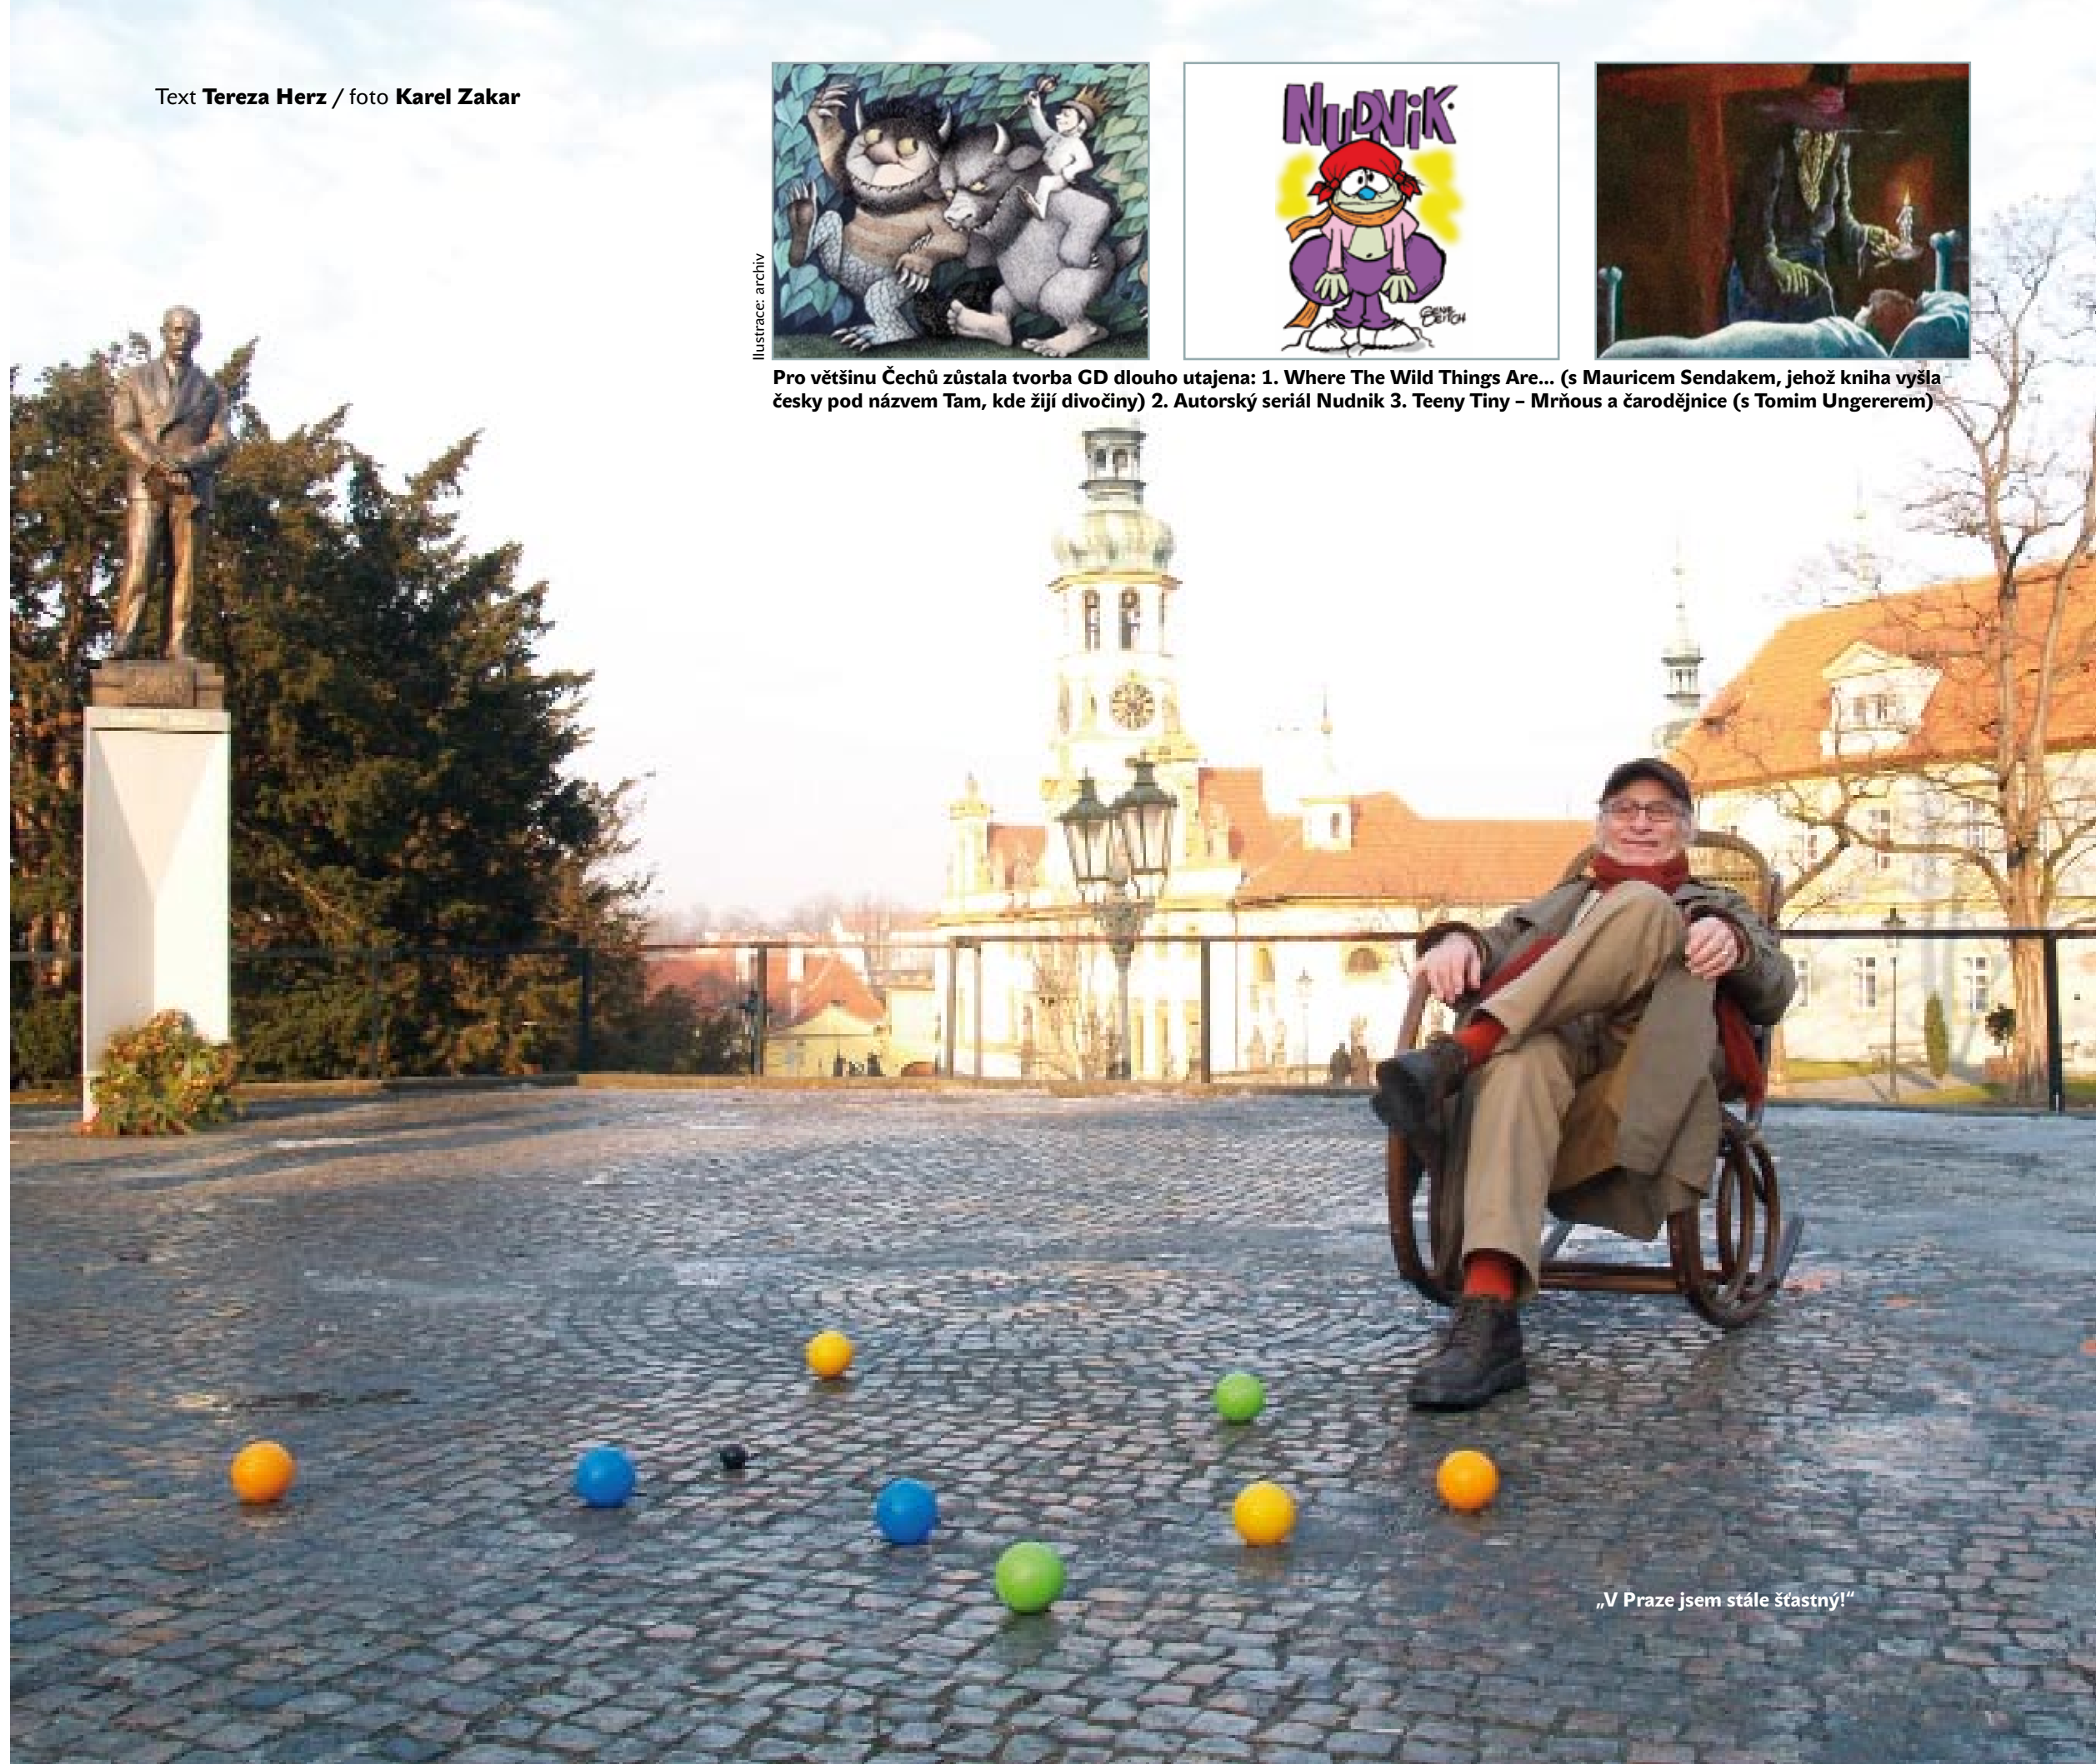 Text Tereza Herz / foto Karel Zakar
NUDNIK
GENE DEITCH
Ilustrace: archiv
Pro většinu Čechů zůstala tvorba GD dlouho utajena: 1. Where The Wild Things Are... (s Mauricem Sendakem, jehož kniha vyšla
česky pod názvem Tam, kde žijí divočiny) 2. Autorský seriál Nudnik 3. Teeny Tiny – Mrňous a čarodějnice (s Tomim Ungererem)
„V Praze jsem stále šťastný!“